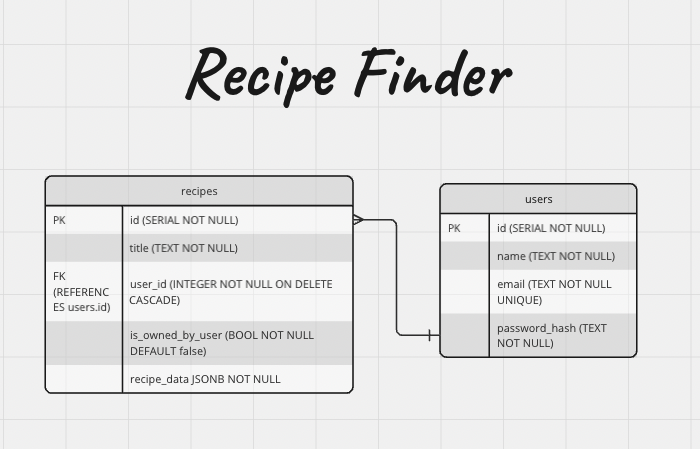 Recipe Finder
recipes
PK
id (SERIAL NOT NULL)
title (TEXT NOT NULL)
FK
(REFERENC
ES users.id)
user_id (INTEGER NOT NULL ON DELETE
CASCADE)
is_owned_by_user (BOOL NOT NULL
DEFAULT false)
recipe_data JSONB NOT NULL
users
PK
id (SERIAL NOT NULL)
name (TEXT NOT NULL)
email (TEXT NOT NULL
UNIQUE)
password_hash (TEXT
NOT NULL)